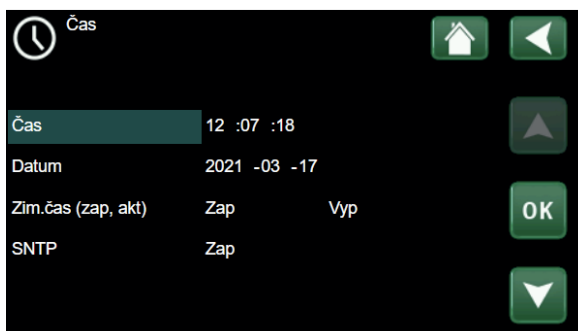 Čas
Čas 12 :07 :18
Datum 2021 -03 -17
Zim.čas (zap, akt) Zap Vyp
OK
SNTP Zap